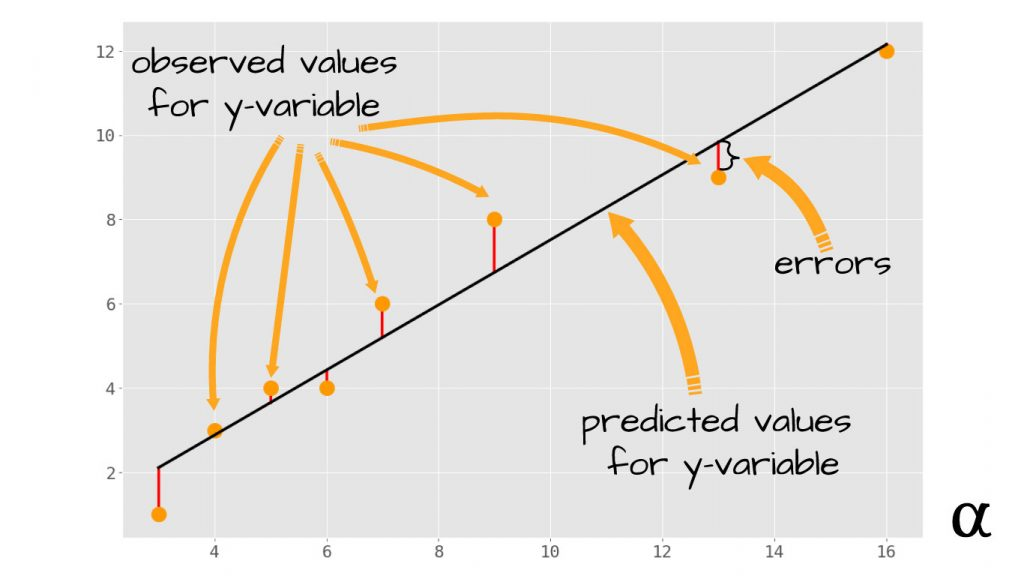 observed values
for y-variable
errors
predicted values
for y-variable
12
10
8
6
4
2
4 6 8 10 12 14 16
α